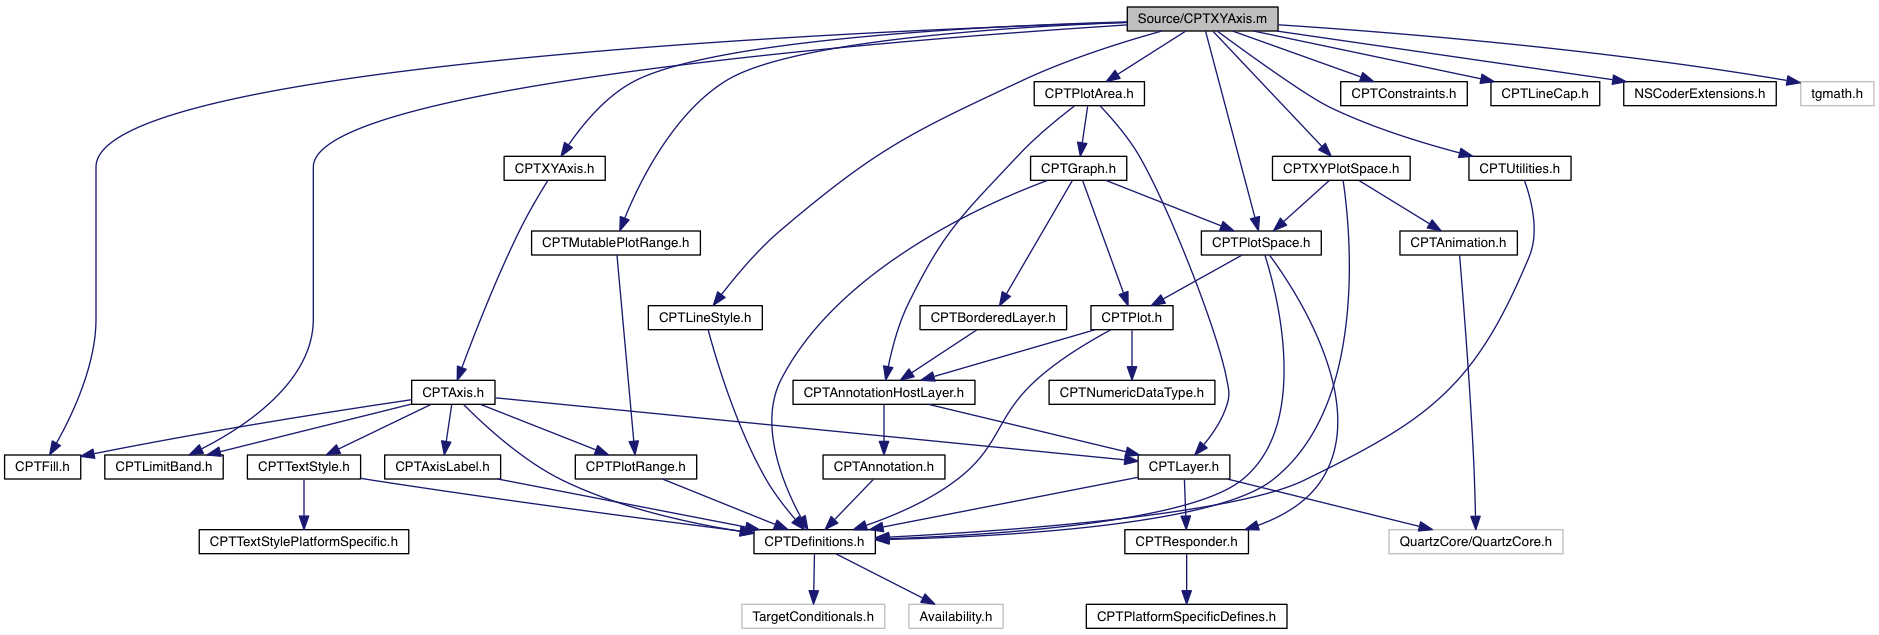 Source/CPTXYAxis.m
CPTPlotArea.h
CPTConstraints.h
CPTLineCap.h
NSCoderExtensions.h
tgmath.h
CPTXYAxis.h
CPTGraph.h
CPTXYPlotSpace.h
CPTUtilities.h
CPTMutablePlotRange.h
CPTPlotSpace.h
CPTAnimation.h
CPTLineStyle.h
CPTBorderedLayer.h
CPTPlot.h
CPTAxis.h
CPTAnnotationHostLayer.h
CPTNumericDataType.h
CPTFill.h
CPTLimitBand.h
CPTTextStyle.h
CPTAxisLabel.h
CPTPlotRange.h
CPTAnnotation.h
CPTLayer.h
CPTTextStylePlatformSpecific.h
CPTDefinitions.h
CPTResponder.h
QuartzCore/QuartzCore.h
TargetConditionals.h
Availability.h
CPTPlatformSpecificDefines.h